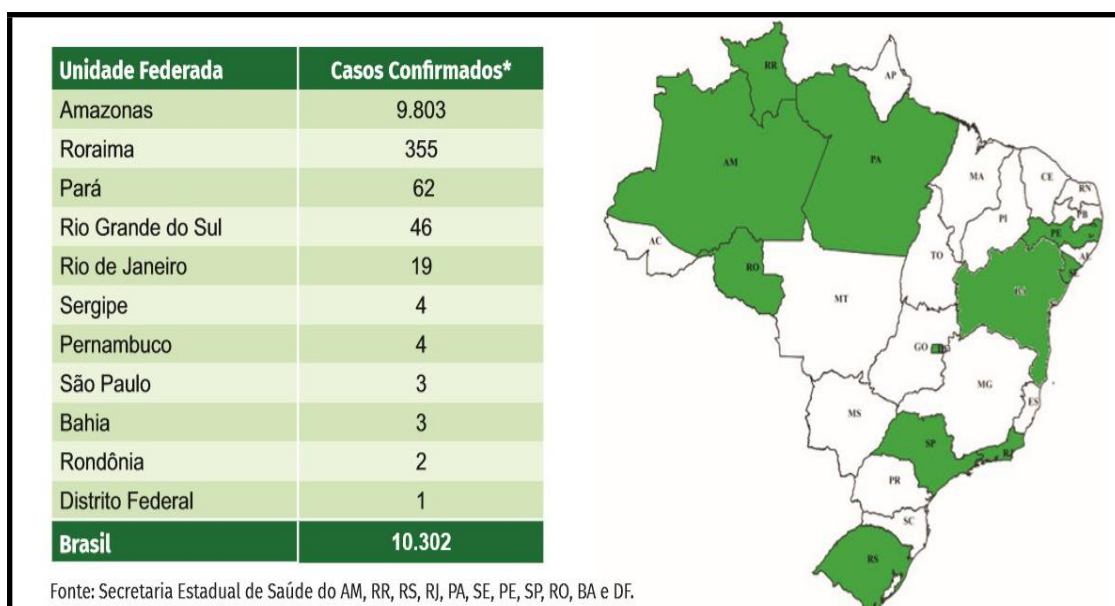 Unidade Federada Casos Confirmados*
Amazonas 9.803
Roraima 355
Pará 62
Rio Grande do Sul 46
Rio de Janeiro 19
Sergipe 4
Pernambuco 4
São Paulo 3
Bahia 3
Rondônia 2
Distrito Federal 1
Brasil 10.302
Fonte: Secretaria Estadual de Saúde do AM, RR, RS, RJ, PA, SE, PE, SP, RO, BA e DF.
RR
AP
AM
PA
MA
CE
RN
PB
PI
PE
AC
AL
SE
TO
RO
BA
MT
GO
MG
ES
MS
SP
RJ
PR
SC
RS